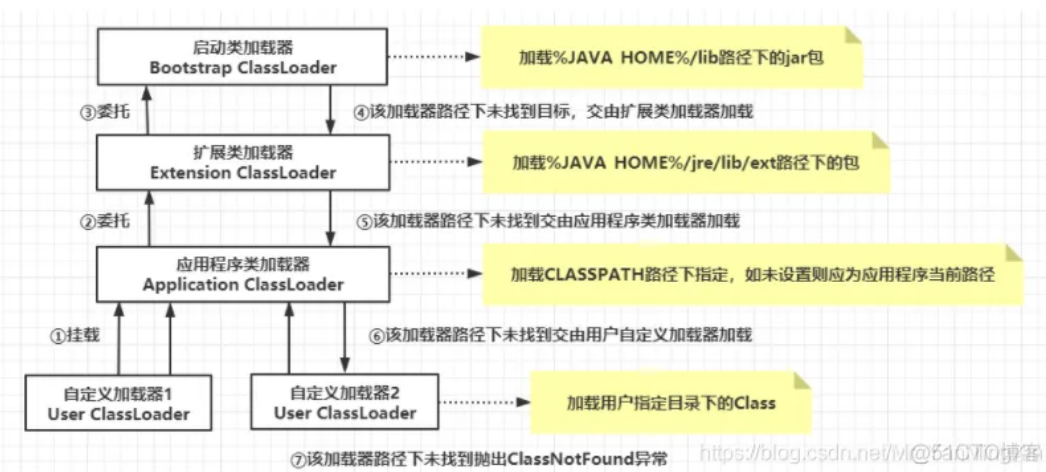 启动类加载器
Bootstrap ClassLoader
加载%JAVA HOME%/lib路径下的jar包
③委托
④该加载器路径下未找到目标，交由扩展类加载器加载
扩展类加载器
Extension ClassLoader
加载%JAVA HOME%/jre/lib/ext路径下的包
②委托
⑤该加载器路径下未找到交由应用程序类加载器加载
应用程序类加载器
Application ClassLoader
加载CLASSPATH路径下指定，如未设置则应为应用程序当前路径
①挂载
⑥该加载器路径下未找到交由用户自定义加载器加载
自定义加载器1
User ClassLoader
自定义加载器2
User ClassLoader
加载用户指定目录下的Class
⑦该加载器路径下未找到抛出ClassNotFound异常
https://blog.csdn.net/M
@51CTO博客